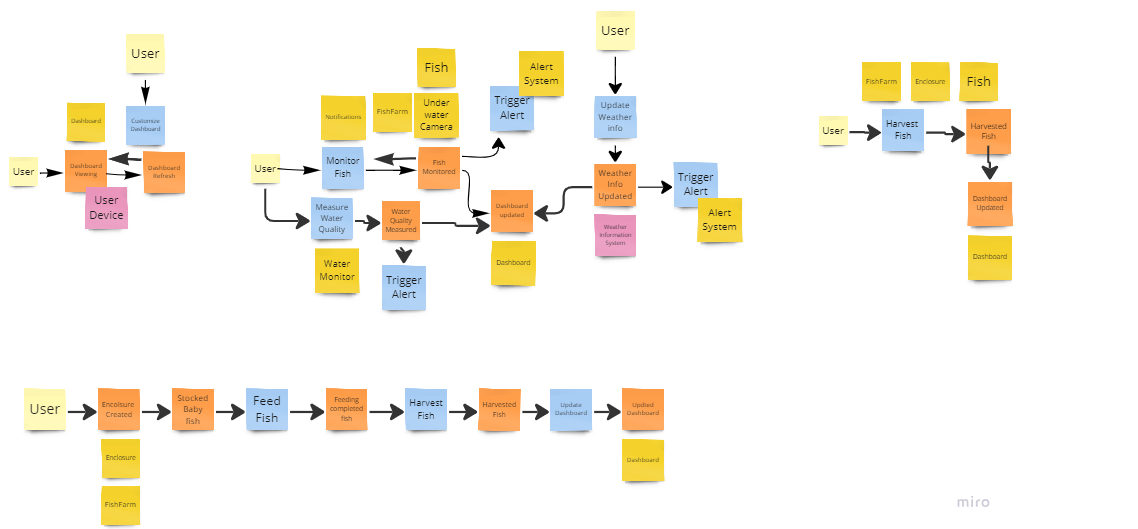 User
Dashboard
Customize
Dashboard
User
Dashboard
Viewing
Dashboard
Refresh
User
Device
Fish
Alert
System
Notifications
FishFarm
Under
water
Camera
Trigger
Alert
User
Monitor
Fish
Fish
Monitored
Measure
Water
Quality
Water
Quality
Measured
Dashboard
updated
Water
Monitor
Trigger
Alert
Dashboard
User
Update
Weather
info
Weather
Info
Updated
Trigger
Alert
Weather
Information
System
Alert
System
FishFarm
Enclosure
Fish
User
Harvest
Fish
Harvested
Fish
Dashboard
Updated
Dashboard
User
Encolsure
Created
Stocked
Baby
fish
Feed
Fish
Feeding
completed
fish
Harvest
Fish
Harvested
Fish
Update
Dashboard
Updted
Dashboard
Enclosure
Dashboard
FishFarm
miro